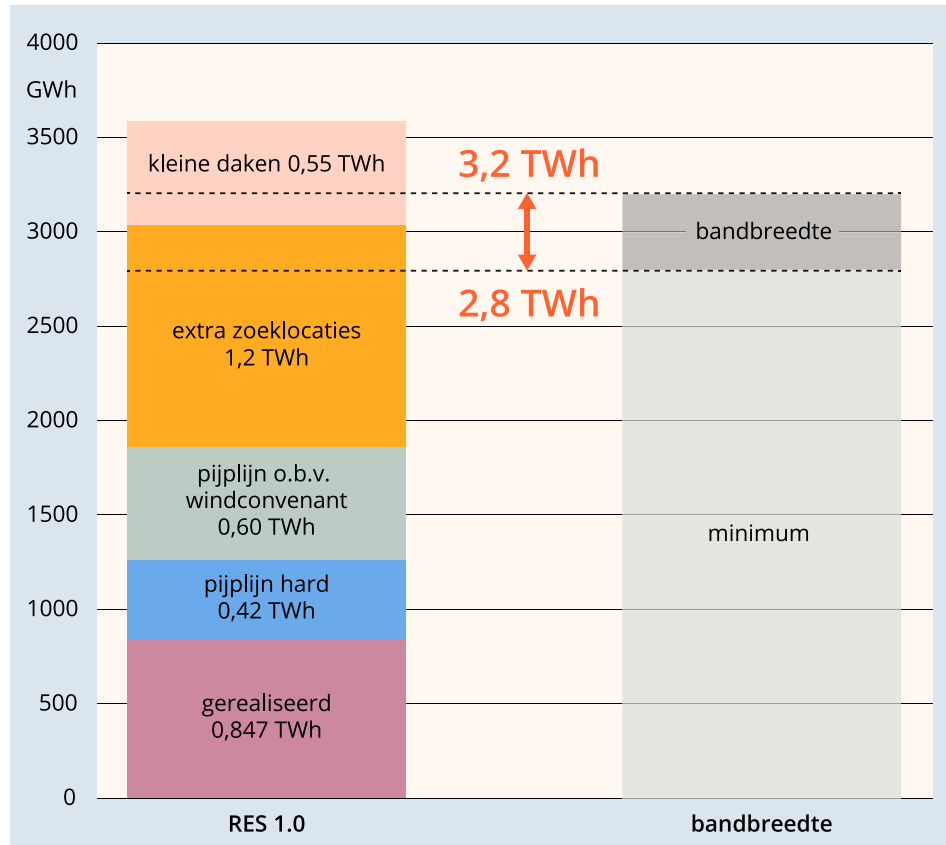 4000
GWh
3500
3000
2500
2000
1500
1000
500
0
kleine daken 0,55 TWh
extra zoeklocaties
1,2 TWh
pijplijn o.b.v.
windconvenant
0,60 TWh
pijplijn hard
0,42 TWh
gerealiseerd
0,847 TWh
3,2 TWh
2,8 TWh
bandbreedte
minimum
RES 1.0
bandbreedte